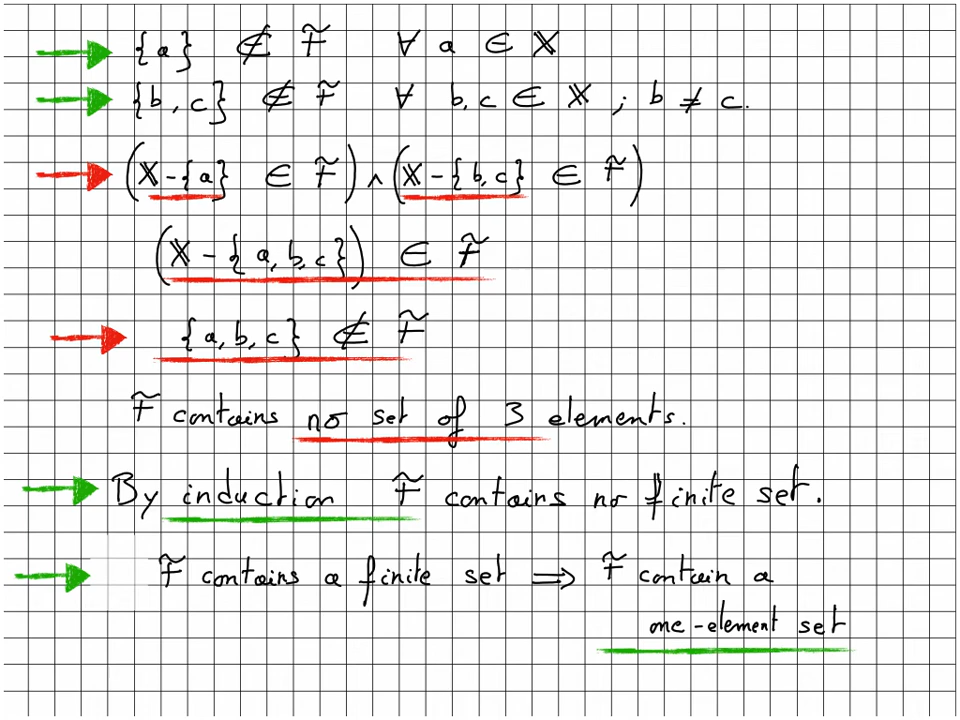 {a} ∉ F̃ ∀ a ∈ 𝕏
{b, c} ∉ F̃ ∀ b, c ∈ 𝕏 ; b ≠ c.
(𝕏 - {a} ∈ F̃) ∧ (𝕏 - {b, c} ∈ F̃)
(𝕏 - {a, b, c}) ∈ F̃
{a, b, c} ∉ F̃
F̃ contains no set of 3 elements.
By induction F̃ contains no finite set.
F̃ contains a finite set ⟹ F̃ contain a
one-element set